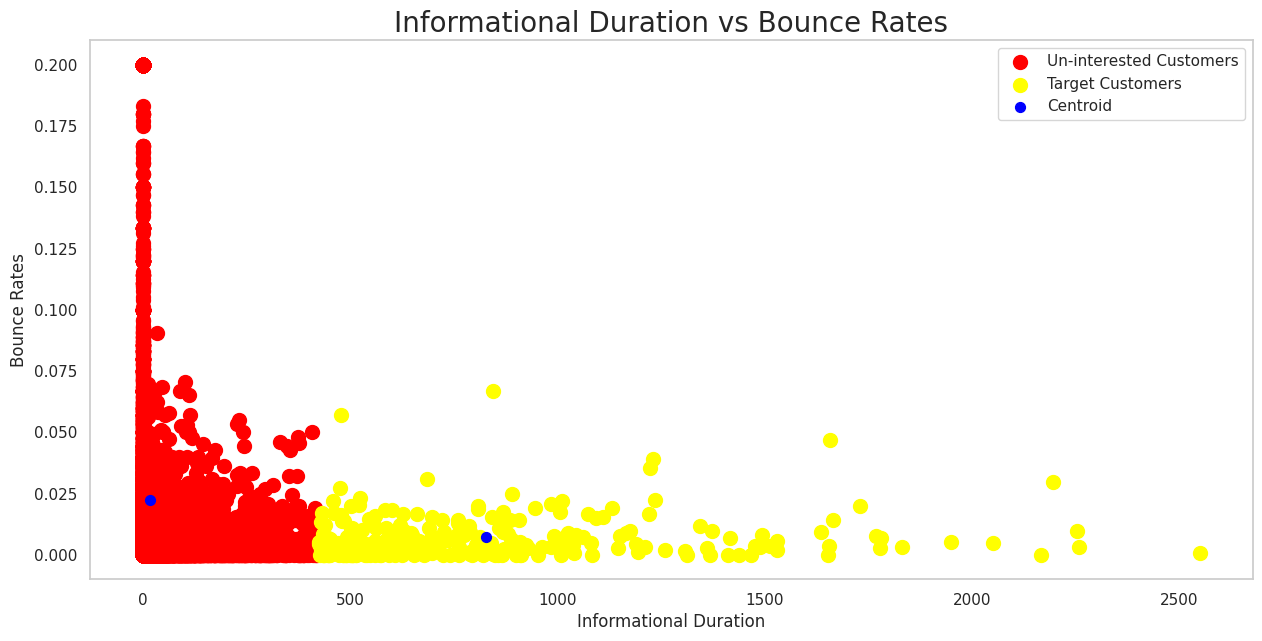 Informational Duration vs Bounce Rates
Un-interested Customers
Target Customers
Centroid
Bounce Rates
0.200
0.175
0.150
0.125
0.100
0.075
0.050
0.025
0.000
0
500
1000
1500
2000
2500
Informational Duration